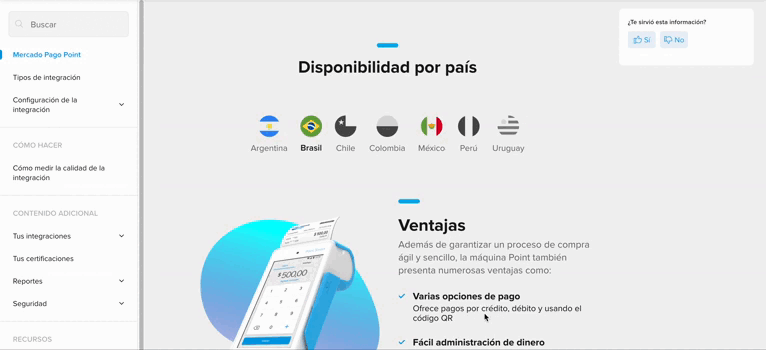 Buscar
Mercado Pago Point
Tipos de integración
Configuración de la
integración
CÓMO HACER
Cómo medir la calidad de la
integración
CONTENIDO ADICIONAL
Tus integraciones
Tus certificaciones
Reportes
Seguridad
RECURSOS
¿Te sirvió esta información?
Sí
No
Disponibilidad por país
Argentina
Brasil
Chile
Colombia
México
Perú
Uruguay
Ventajas
Además de garantizar un proceso de compra
ágil y sencillo, la máquina Point también
presenta numerosas ventajas como:
Varias opciones de pago
Ofrece pagos por crédito, débito y usando el
código QR
Fácil administración de dinero
$500,00